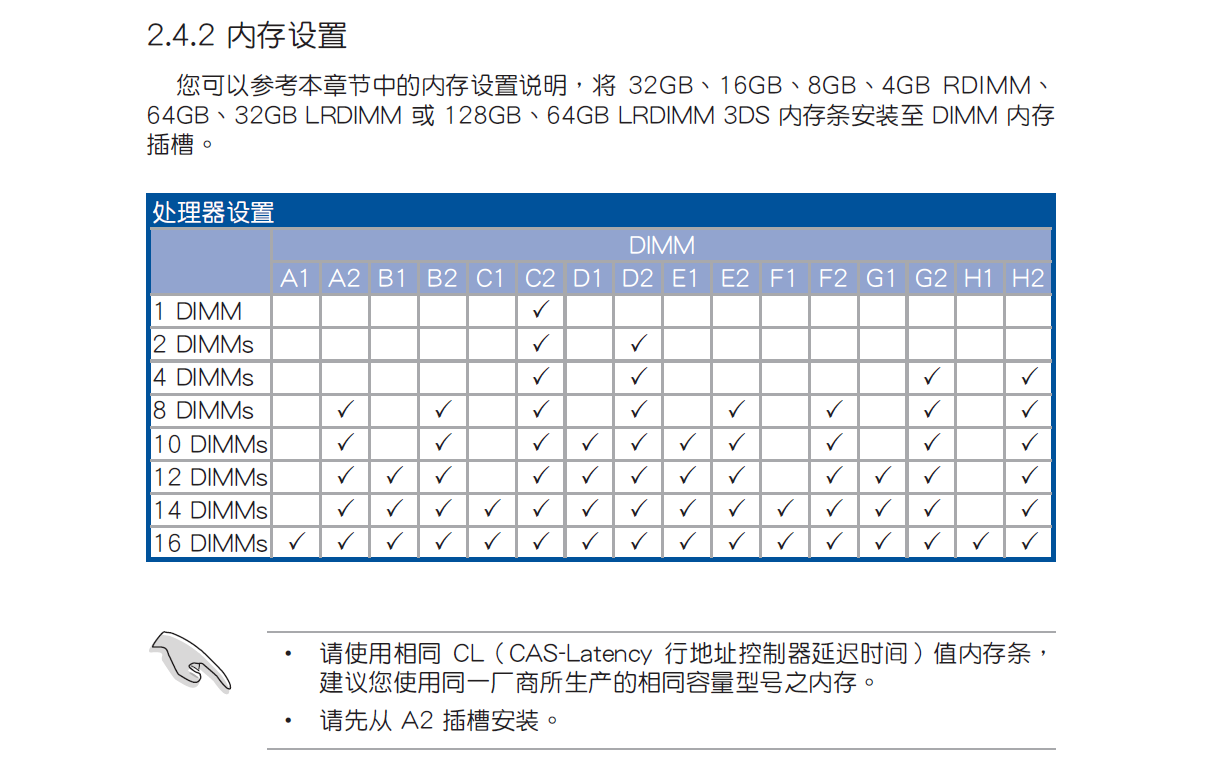 2.4.2 内存设置
您可以参考本章节中的内存设置说明，将 32GB、16GB、8GB、4GB RDIMM、
64GB、32GB LRDIMM 或 128GB、64GB LRDIMM 3DS 内存条安装至 DIMM 内存
插槽。
处理器设置
DIMM
A1 A2 B1 B2 C1 C2 D1 D2 E1 E2 F1 F2 G1 G2 H1 H2
1 DIMM ✓
2 DIMMs ✓ ✓
4 DIMMs ✓ ✓ ✓ ✓
8 DIMMs ✓ ✓ ✓ ✓ ✓ ✓ ✓ ✓
10 DIMMs ✓ ✓ ✓ ✓ ✓ ✓ ✓ ✓ ✓ ✓
12 DIMMs ✓ ✓ ✓ ✓ ✓ ✓ ✓ ✓ ✓ ✓ ✓ ✓
14 DIMMs ✓ ✓ ✓ ✓ ✓ ✓ ✓ ✓ ✓ ✓ ✓ ✓ ✓ ✓
16 DIMMs ✓ ✓ ✓ ✓ ✓ ✓ ✓ ✓ ✓ ✓ ✓ ✓ ✓ ✓ ✓ ✓
• 请使用相同 CL（CAS-Latency 行地址控制器延迟时间）值内存条，
建议您使用同一厂商所生产的相同容量型号之内存。
• 请先从 A2 插槽安装。